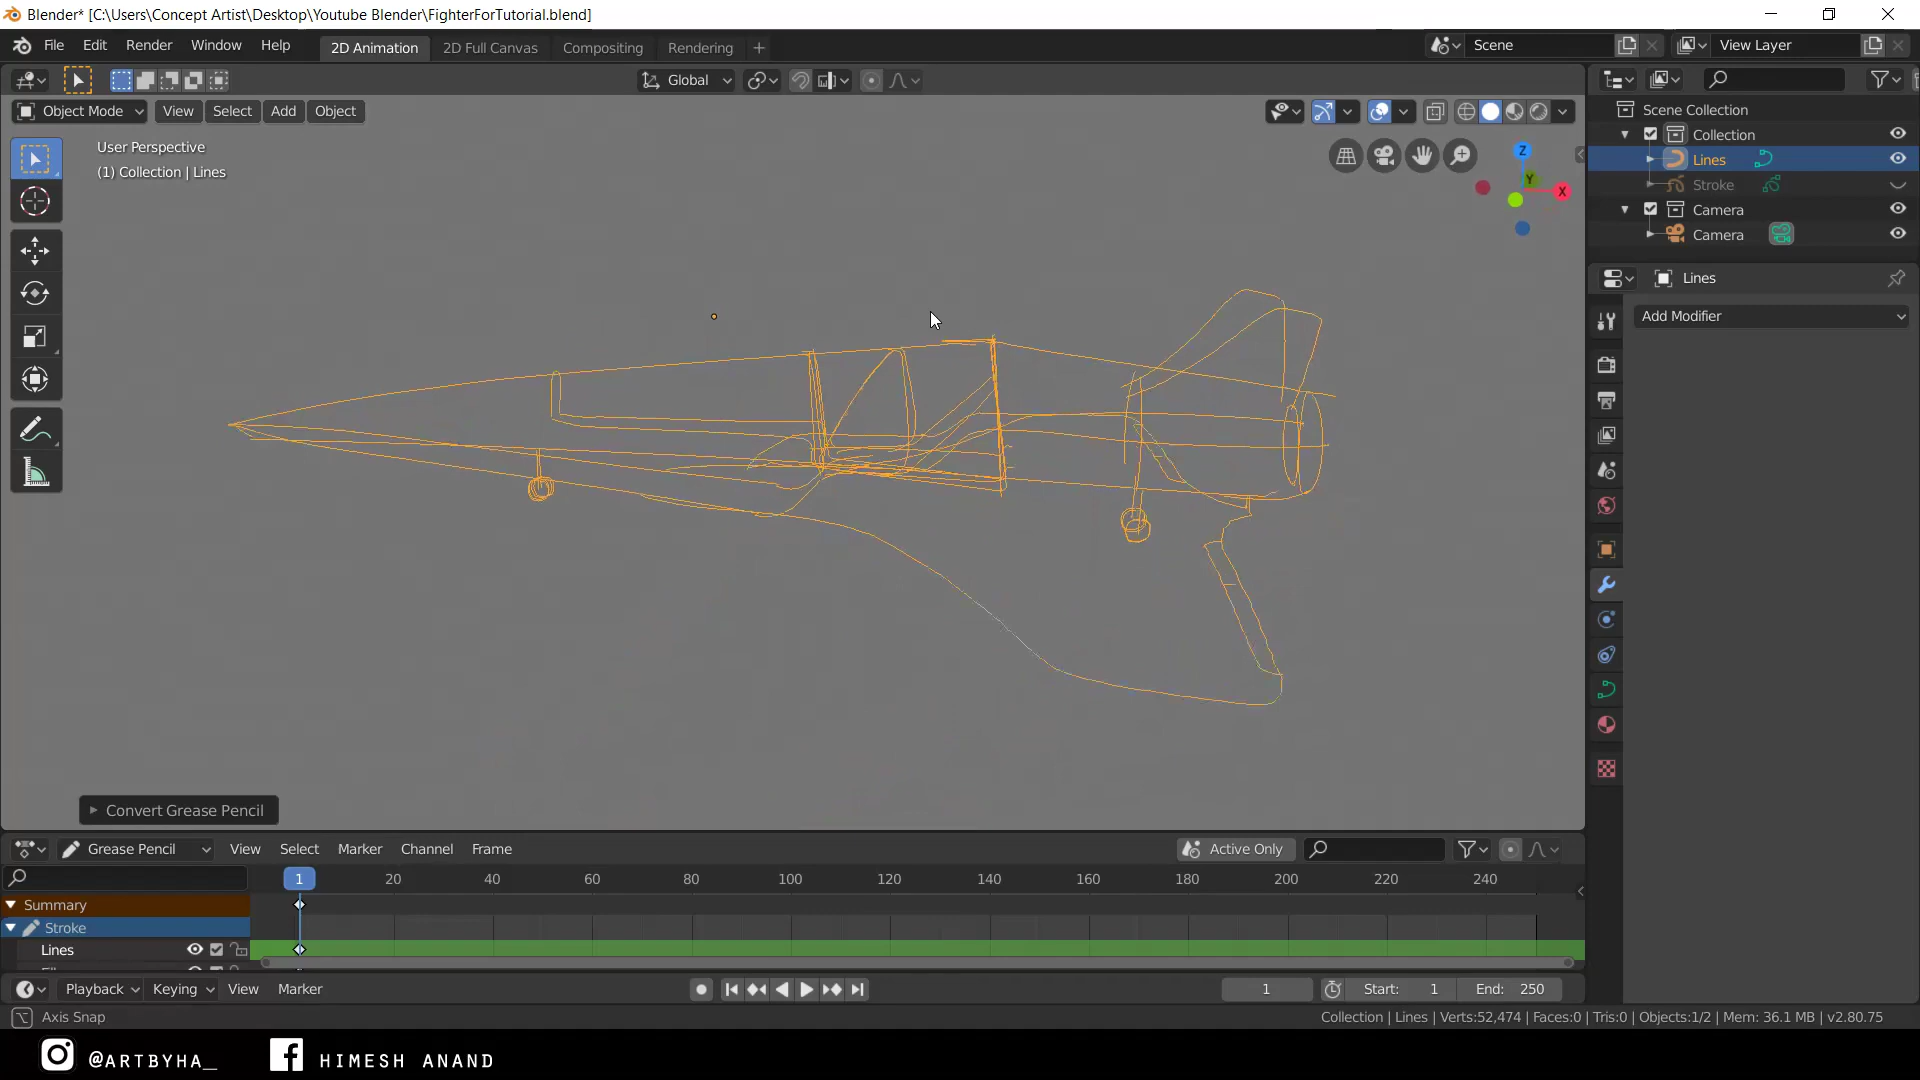 Blender* [C:\Users\Concept Artist\Desktop\Youtube Blender\FighterForTutorial.blend]
File Edit Render Window Help 2D Animation 2D Full Canvas Compositing Rendering + Scene View Layer
Global
Object Mode View Select Add Object
User Perspective
(1) Collection | Lines
Z
Y
X
Scene Collection
Collection
Lines
Stroke
Camera
Camera
Lines
Add Modifier
Convert Grease Pencil
Grease Pencil View Select Marker Channel Frame Active Only
1 20 40 60 80 100 120 140 160 180 200 220 240
Summary
Stroke
Lines
Playback Keying View Marker 1 Start: 1 End: 250
Axis Snap Collection | Lines | Verts:52,474 | Faces:0 | Tris:0 | Objects:1/2 | Mem: 36.1 MB | v2.80.75
@ARTBYHA_ HIMESH ANAND